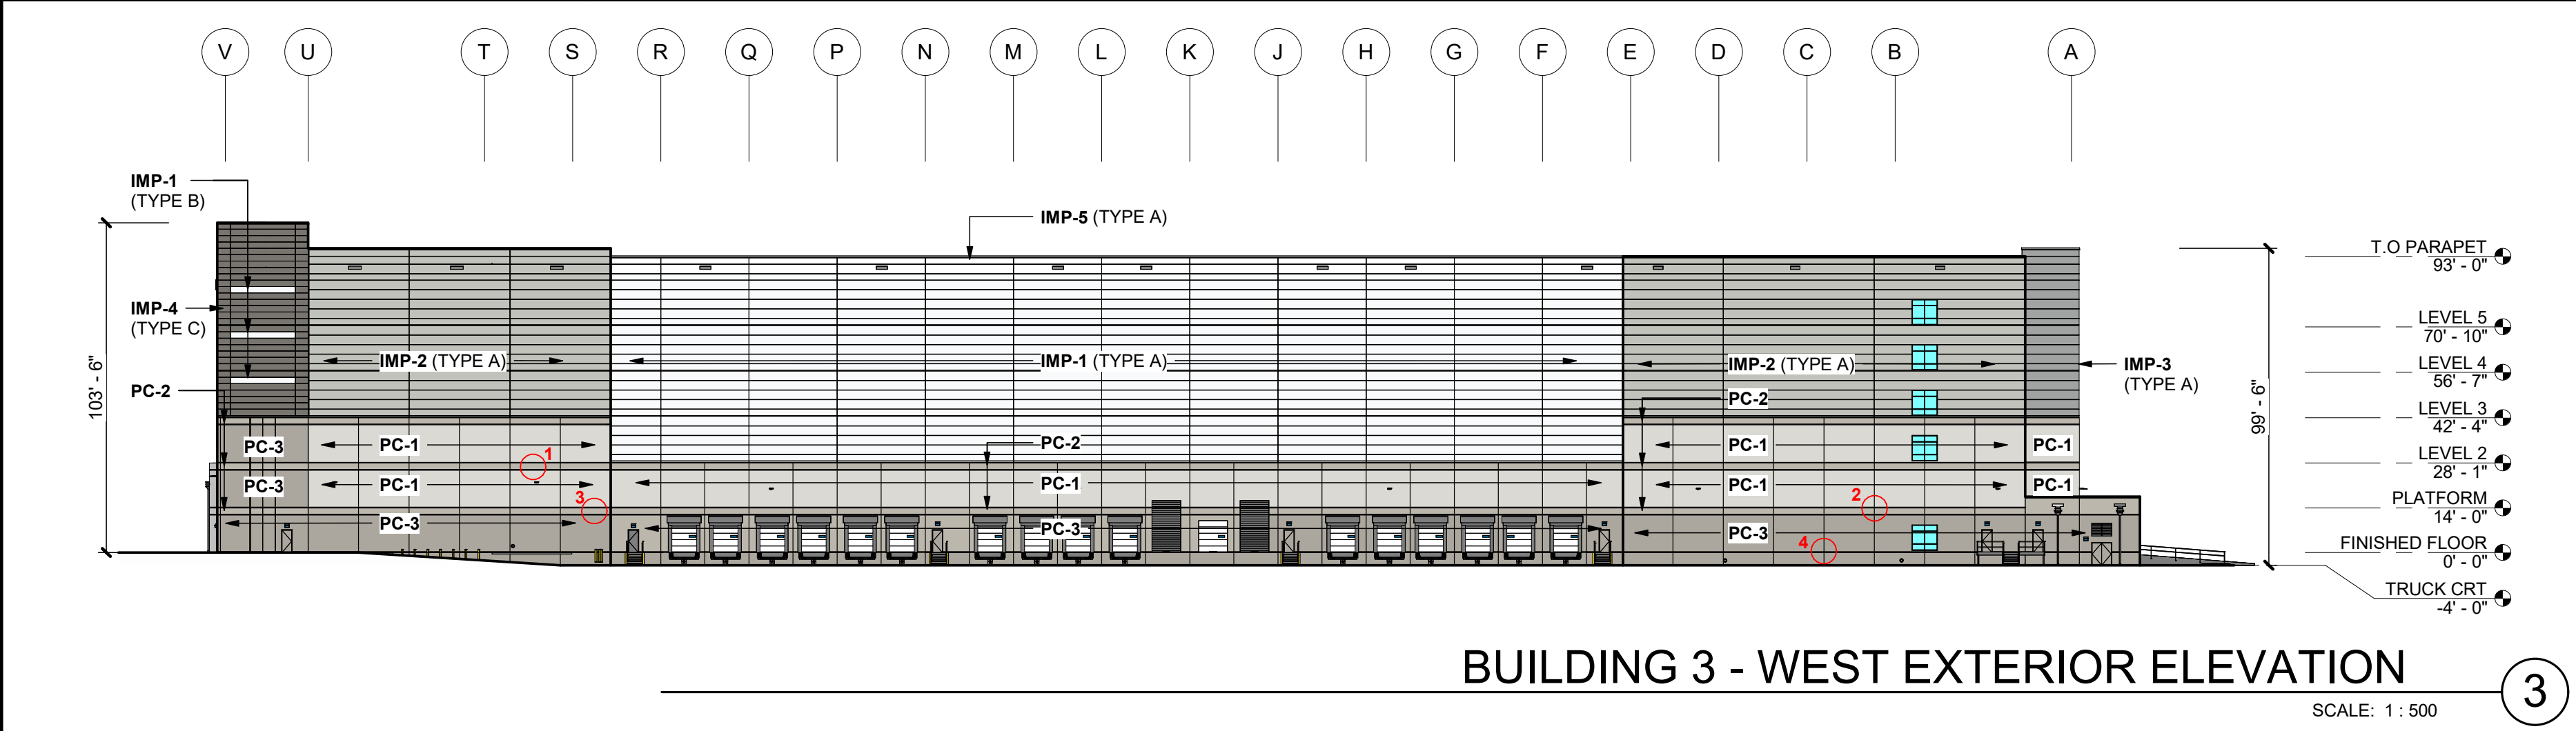 V U T S R Q P N M L K J H G F E D C B A
IMP-1
(TYPE B)
IMP-5 (TYPE A)
T.O PARAPET
93' - 0"
IMP-4
(TYPE C)
LEVEL 5
70' - 10"
103' - 6"
IMP-2 (TYPE A)
IMP-1 (TYPE A)
IMP-2 (TYPE A)
IMP-3
(TYPE A)
LEVEL 4
56' - 7"
PC-2
PC-2
99' - 6"
LEVEL 3
42' - 4"
PC-3
PC-1
1
PC-2
PC-1
PC-1
LEVEL 2
28' - 1"
PC-3
PC-1
PC-1
PC-1
PC-1
3
2
PLATFORM
14' - 0"
PC-3
PC-3
PC-3
4
FINISHED FLOOR
0' - 0"
TRUCK CRT
-4' - 0"
BUILDING 3 - WEST EXTERIOR ELEVATION
3
SCALE: 1 : 500